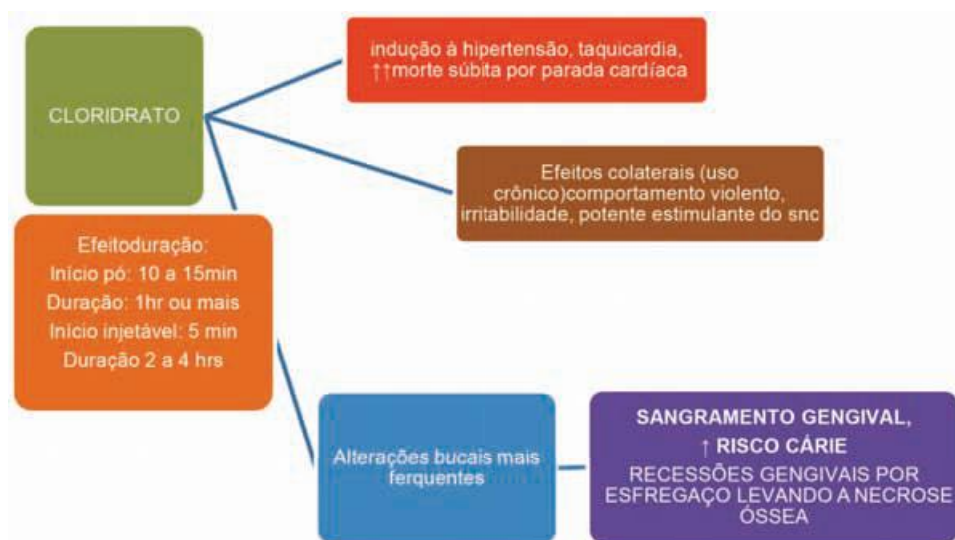 indução à hipertensão, taquicardia,
↑↑morte súbita por parada cardíaca
CLORIDRATO
Efeitos colaterais (uso
crônico)comportamento violento,
irritabilidade, potente estimulante do snc
Efeitoduração:
Início pó: 10 a 15min
Duração: 1hr ou mais
Início injetável: 5 min
Duração 2 a 4 hrs
Alterações bucais mais
ferquentes
SANGRAMENTO GENGIVAL,
↑ RISCO CÁRIE
RECESSÕES GENGIVAIS POR
ESFREGAÇO LEVANDO A NECROSE
ÓSSEA